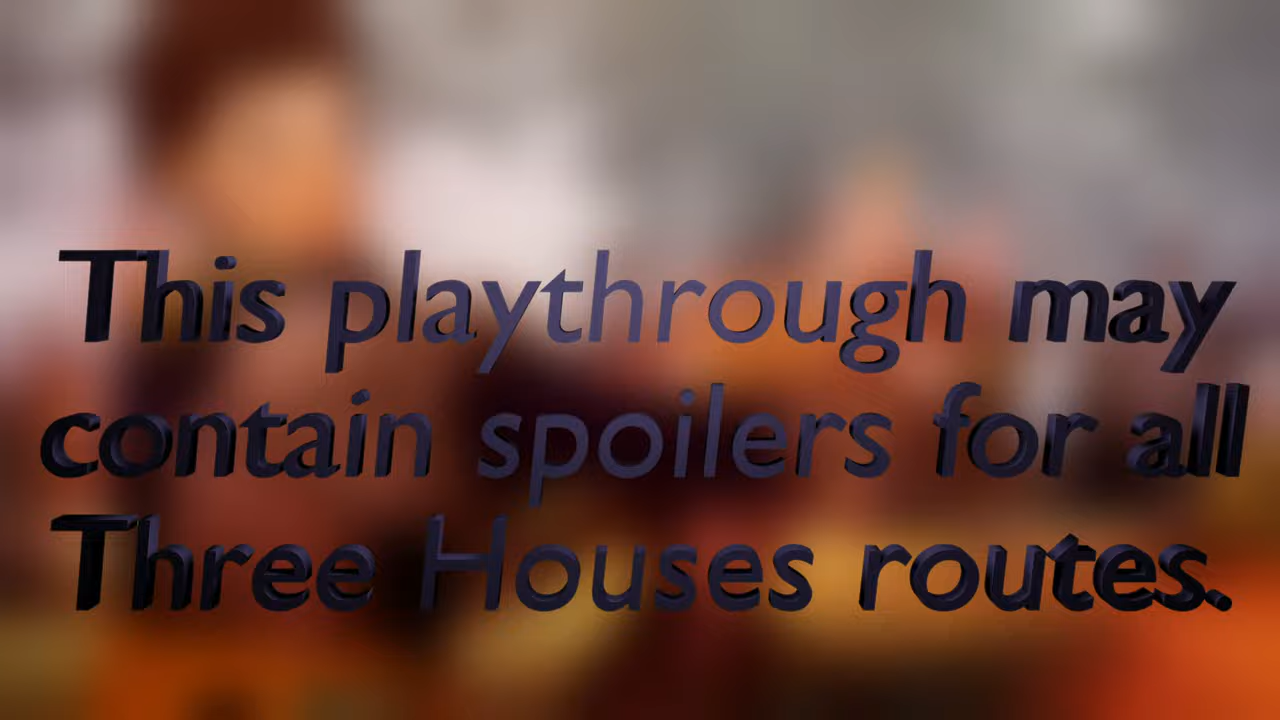 This playthrough may
contain spoilers for all
Three Houses routes.